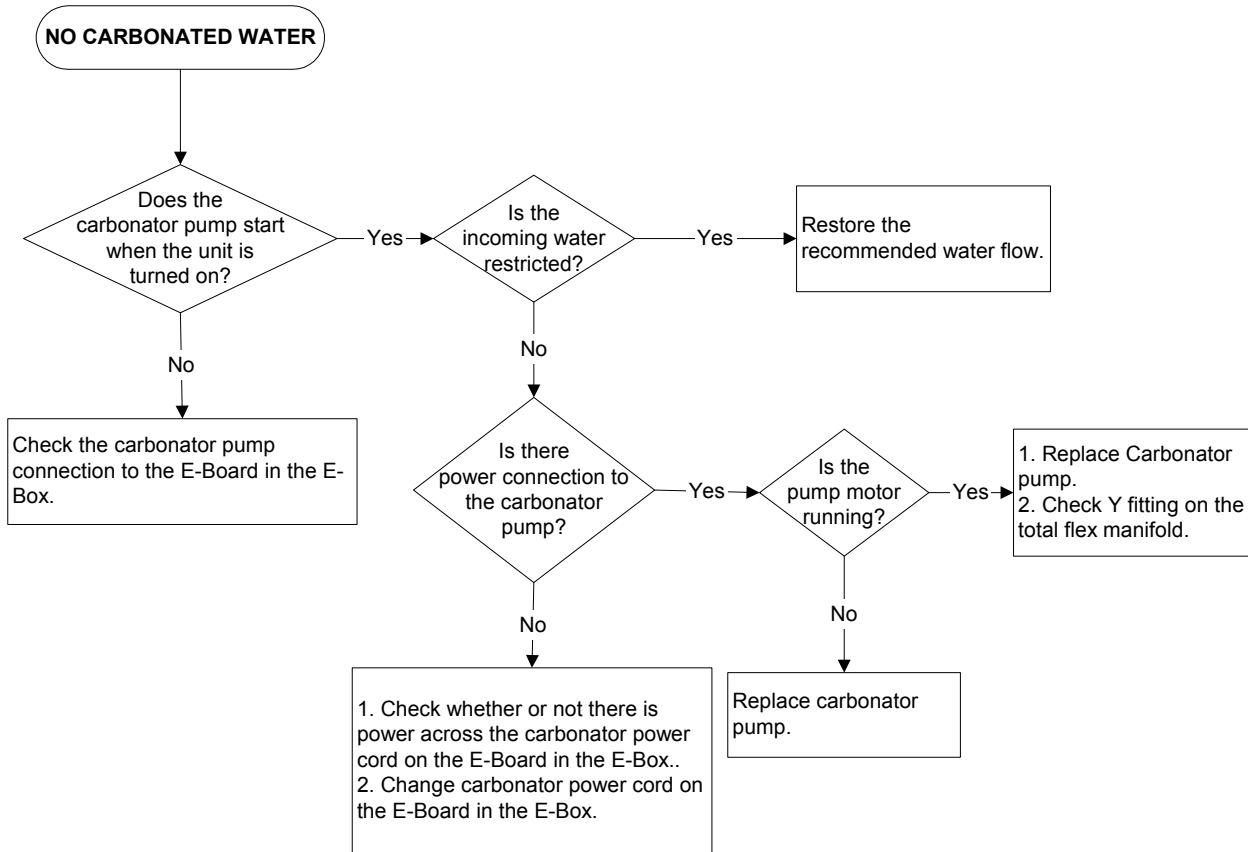 NO CARBONATED WATER
Does the
carbonator pump start
when the unit is
turned on?
Yes
Is the
incoming water
restricted?
Yes
Restore the
recommended water flow.
No
No
Check the carbonator pump
connection to the E-Board in the E-
Box.
Is there
power connection to
the carbonator
pump?
Yes
Is the
pump motor
running?
Yes
1. Replace Carbonator
pump.
2. Check Y fitting on the
total flex manifold.
No
No
1. Check whether or not there is
power across the carbonator power
cord on the E-Board in the E-Box..
2. Change carbonator power cord on
the E-Board in the E-Box.
Replace carbonator
pump.